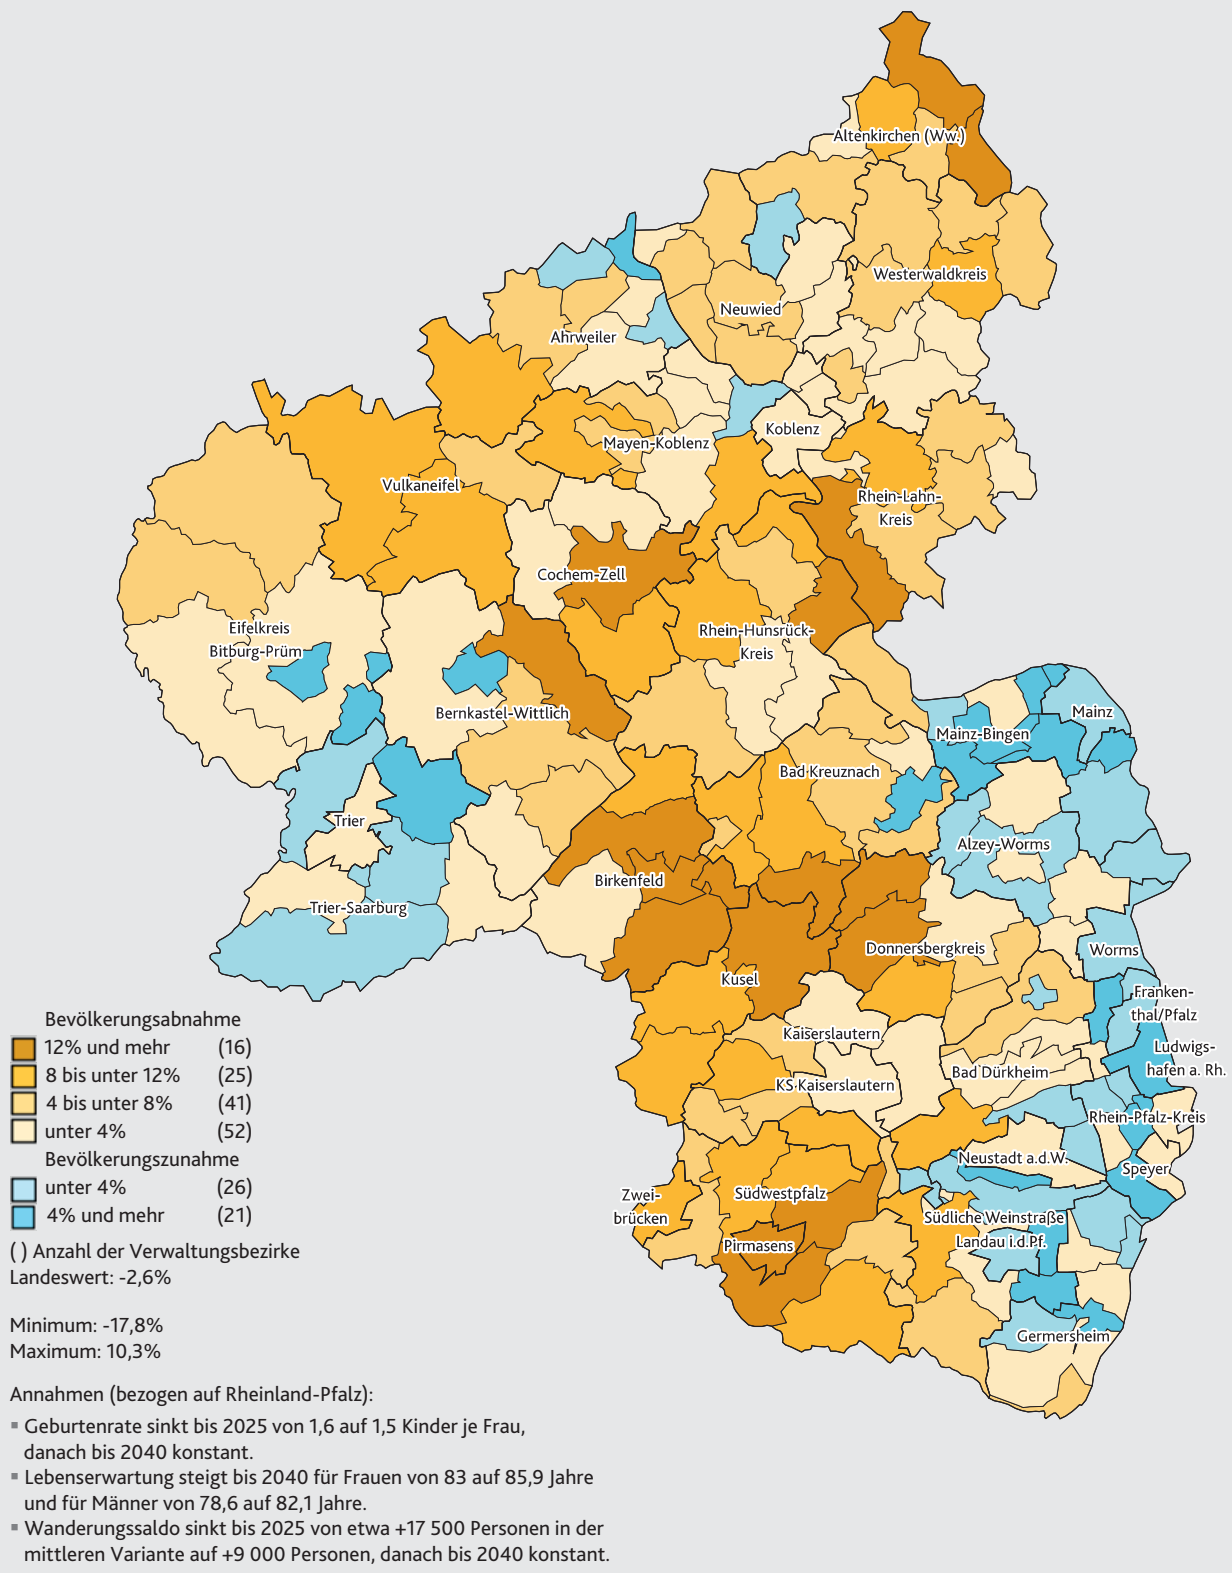 Altenkirchen (Ww.)
Westerwaldkreis
Neuwied
Ahrweiler
Koblenz
Mayen-Koblenz
Vulkaneifel
Rhein-Lahn-
Kreis
Cochem-Zell
Eifelkreis
Bitburg-Prüm
Rhein-Hunsrück-
Kreis
Bernkastel-Wittlich
Mainz
Mainz-Bingen
Bad Kreuznach
Trier
Alzey-Worms
Birkenfeld
Trier-Saarburg
Donnersbergkreis
Worms
Kusel
Franken-
thal/Pfalz
Kaiserslautern
Ludwigs-
hafen a. Rh.
Bad Dürkheim
KS Kaiserslautern
Rhein-Pfalz-Kreis
Neustadt a.d.W.
Speyer
Zwei-
brücken
Südwestpfalz
Südliche Weinstraße
Landau i.d.Pf.
Pirmasens
Germersheim
Bevölkerungsabnahme
12% und mehr (16)
8 bis unter 12% (25)
4 bis unter 8% (41)
unter 4% (52)
Bevölkerungszunahme
unter 4% (26)
4% und mehr (21)
( ) Anzahl der Verwaltungsbezirke
Landeswert: -2,6%
Minimum: -17,8%
Maximum: 10,3%
Annahmen (bezogen auf Rheinland-Pfalz):
▪ Geburtenrate sinkt bis 2025 von 1,6 auf 1,5 Kinder je Frau,
danach bis 2040 konstant.
▪ Lebenserwartung steigt bis 2040 für Frauen von 83 auf 85,9 Jahre
und für Männer von 78,6 auf 82,1 Jahre.
▪ Wanderungssaldo sinkt bis 2025 von etwa +17 500 Personen in der
mittleren Variante auf +9 000 Personen, danach bis 2040 konstant.